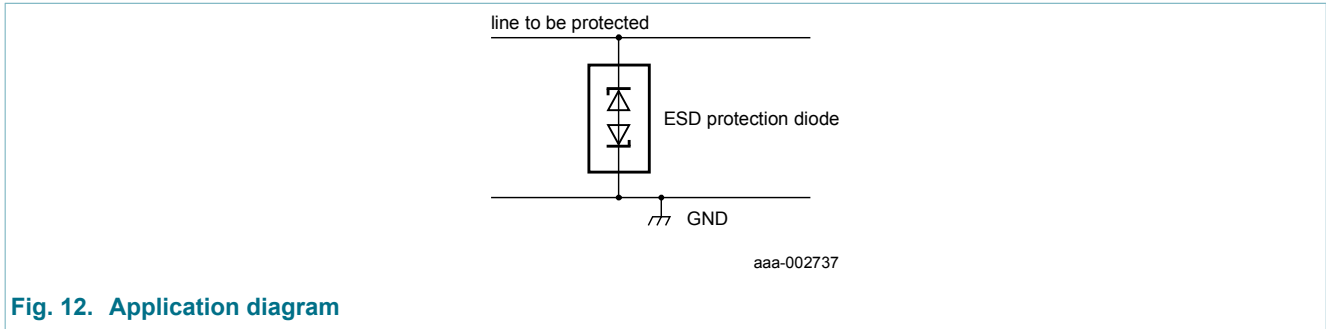 line to be protected
ESD protection diode
GND
aaa-002737
Fig. 12. Application diagram